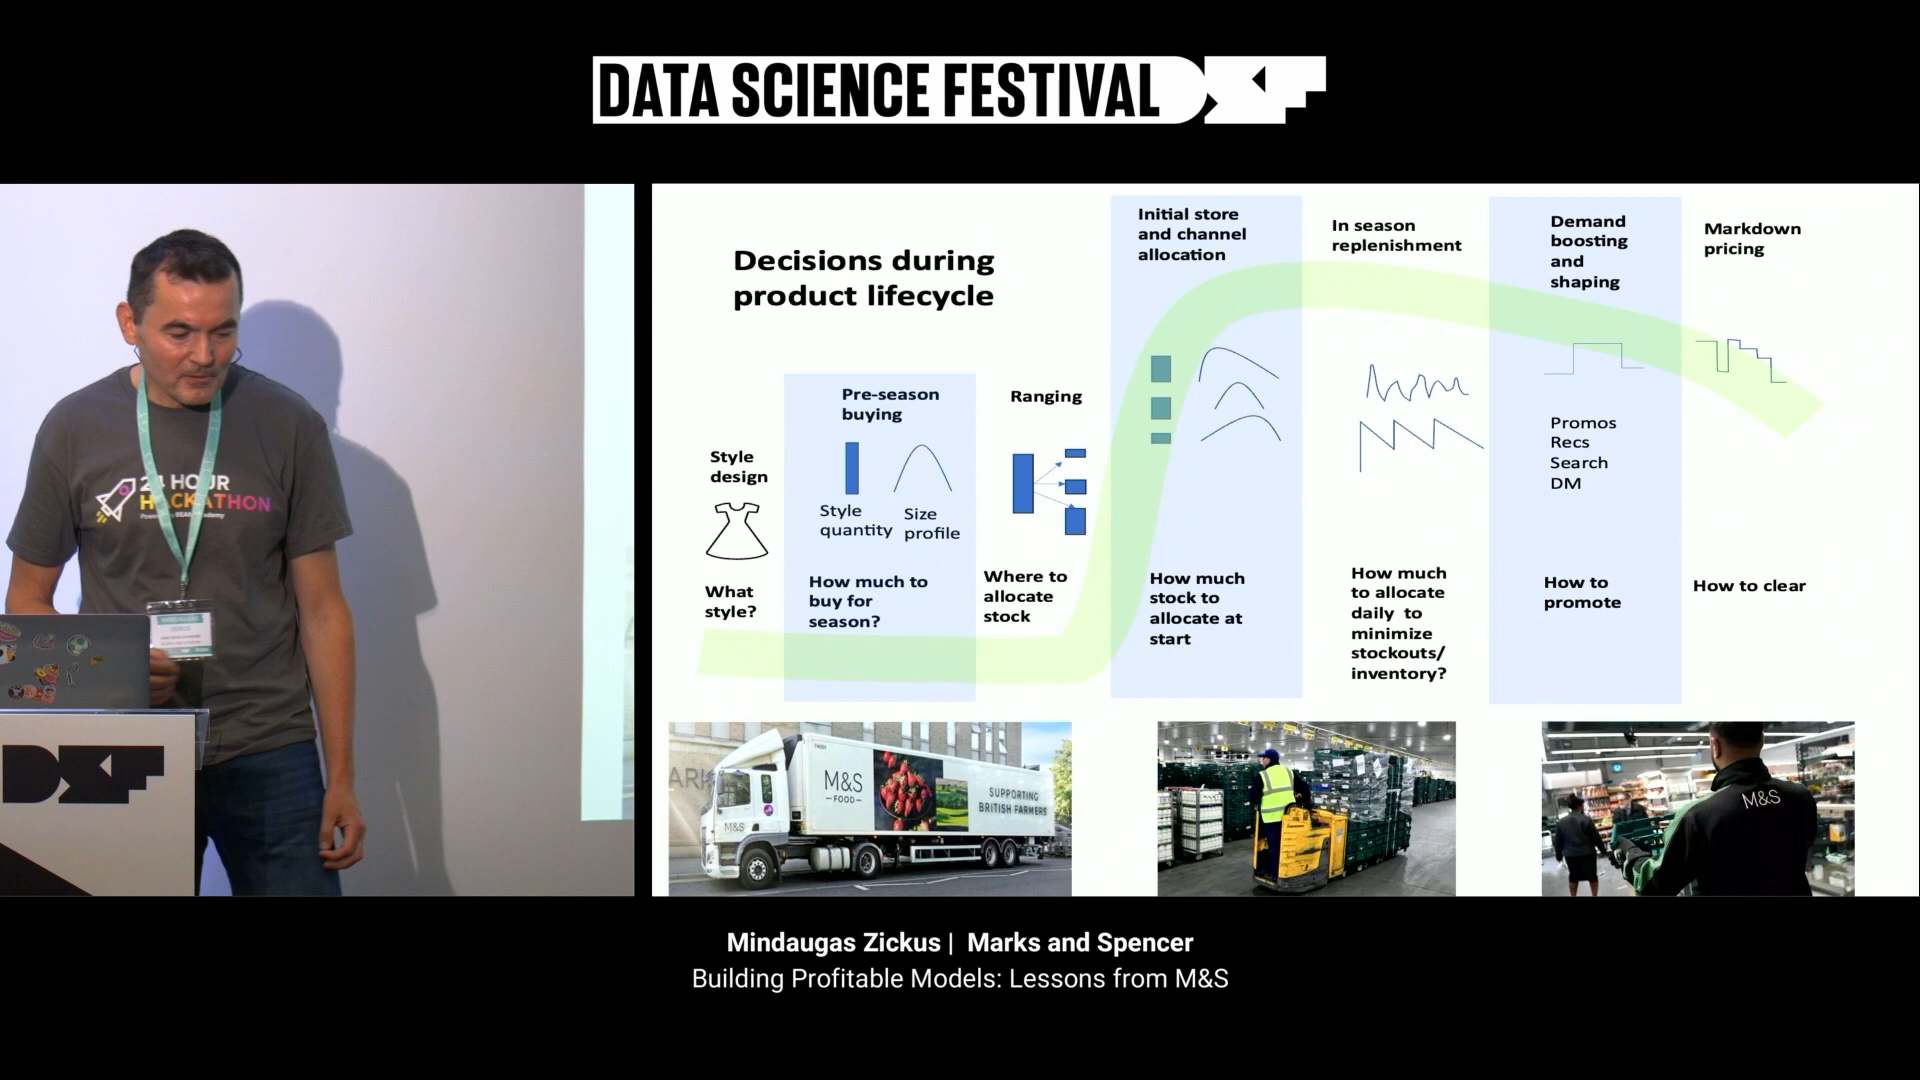 DATA SCIENCE FESTIVAL
24 HOUR
HACKATHON
MINDAUGAS
ZICKUS
Decisions during
product lifecycle
Style
design
What
style?
Pre-season
buying
Style
quantity
Size
profile
How much to
buy for
season?
Ranging
Where to
allocate
stock
Initial store
and channel
allocation
How much
stock to
allocate at
start
In season
replenishment
How much
to allocate
daily to
minimize
stockouts/
inventory?
Demand
boosting
and
shaping
Promos
Recs
Search
DM
How to
promote
Markdown
pricing
How to clear
M&S
FOOD
SUPPORTING
BRITISH FARMERS
M&S
M&S
Mindaugas Zickus | Marks and Spencer
Building Profitable Models: Lessons from M&S